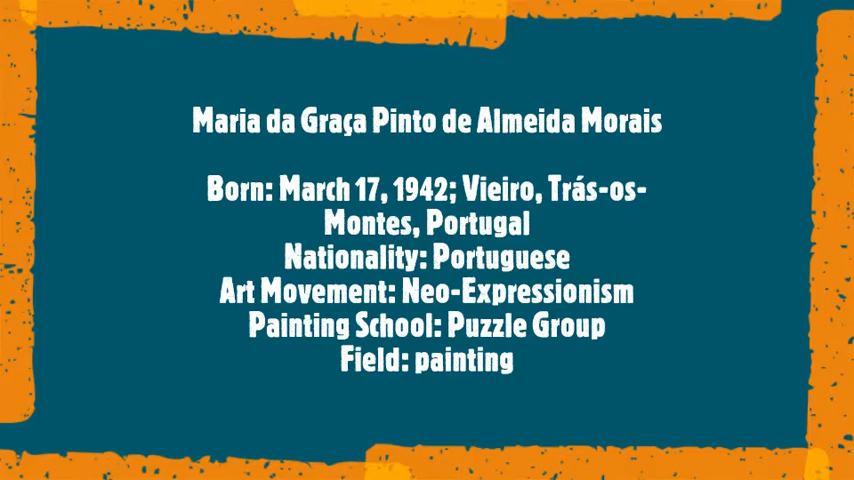 Maria da Graça Pinto de Almeida Morais
Born: March 17, 1942; Vieiro, Trás-os-
Montes, Portugal
Nationality: Portuguese
Art Movement: Neo-Expressionism
Painting School: Puzzle Group
Field: painting